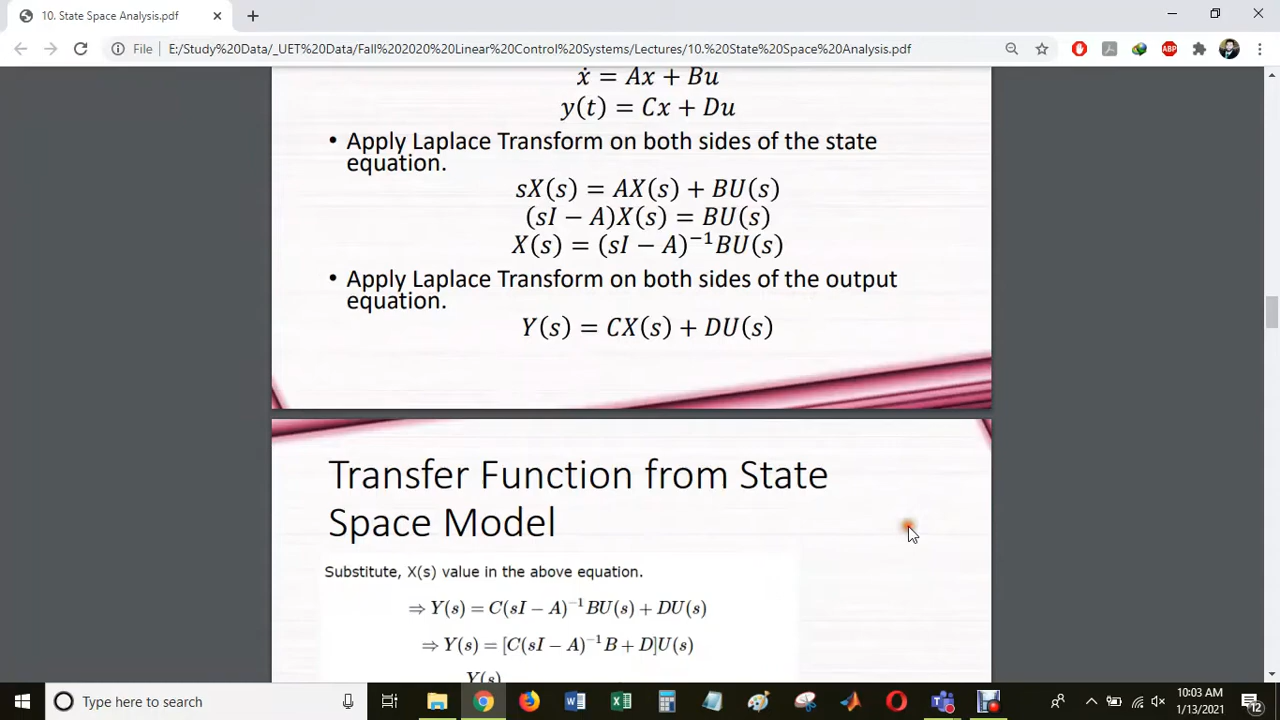 10. State Space Analysis.pdf
File
E:/Study%20Data/_UET%20Data/Fall%202020%20Linear%20Control%20Systems/Lectures/10.%20State%20Space%20Analysis.pdf
ABP
ẋ = Ax + Bu
y(t) = Cx + Du
• Apply Laplace Transform on both sides of the state
equation.
sX(s) = AX(s) + BU(s)
(sI − A)X(s) = BU(s)
X(s) = (sI − A)⁻¹BU(s)
• Apply Laplace Transform on both sides of the output
equation.
Y(s) = CX(s) + DU(s)
Transfer Function from State
Space Model
Substitute, X(s) value in the above equation.
⇒ Y(s) = C(sI − A)⁻¹BU(s) + DU(s)
⇒ Y(s) = [C(sI − A)⁻¹B + D]U(s)
Y(s)
Type here to search
10:03 AM
1/13/2021
12